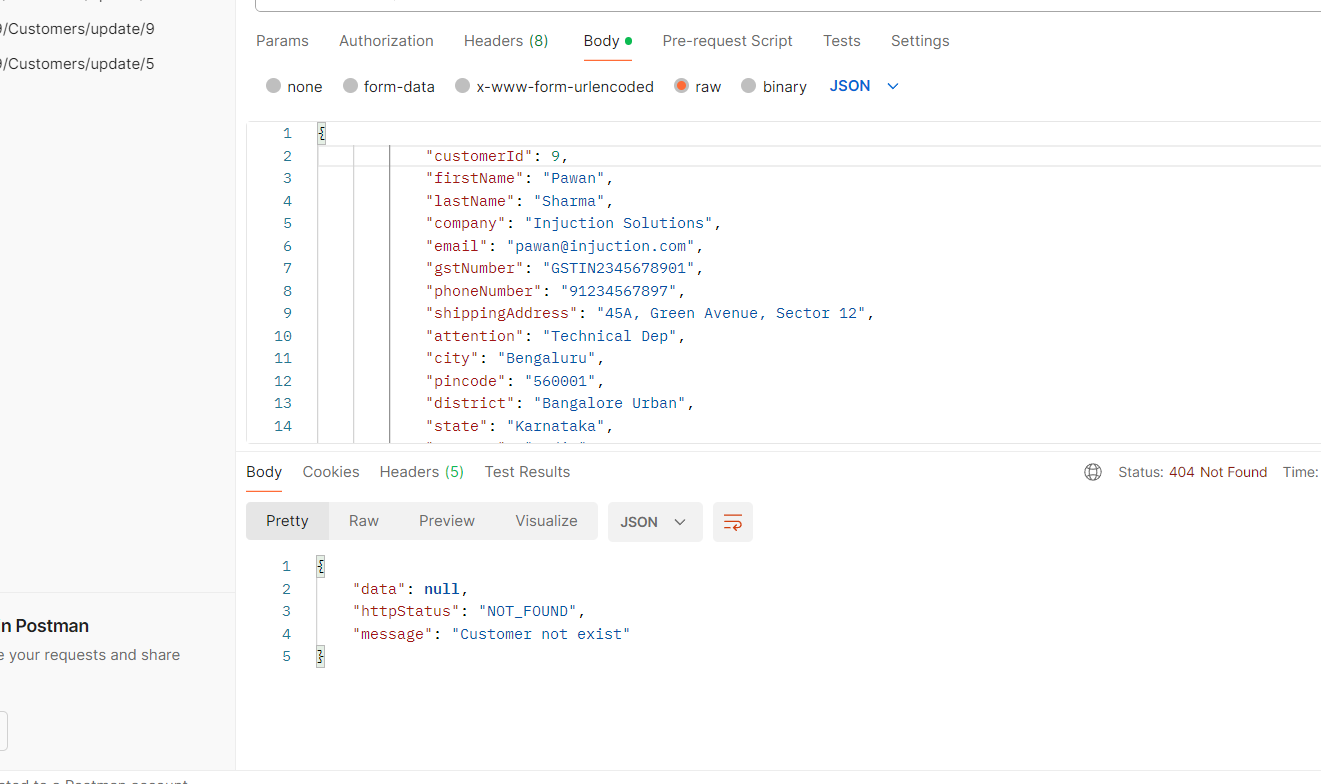 9/Customers/update/9
9/Customers/update/5
n Postman
e your requests and share
Params Authorization Headers (8) Body Pre-request Script Tests Settings
none form-data x-www-form-urlencoded raw binary JSON
1 {
2 "customerId": 9,
3 "firstName": "Pawan",
4 "lastName": "Sharma",
5 "company": "Injuction Solutions",
6 "email": "pawan@injuction.com",
7 "gstNumber": "GSTIN2345678901",
8 "phoneNumber": "91234567897",
9 "shippingAddress": "45A, Green Avenue, Sector 12",
10 "attention": "Technical Dep",
11 "city": "Bengaluru",
12 "pincode": "560001",
13 "district": "Bangalore Urban",
14 "state": "Karnataka",
Body Cookies Headers (5) Test Results Status: 404 Not Found Time:
Pretty Raw Preview Visualize JSON
1 {
2 "data": null,
3 "httpStatus": "NOT_FOUND",
4 "message": "Customer not exist"
5 }